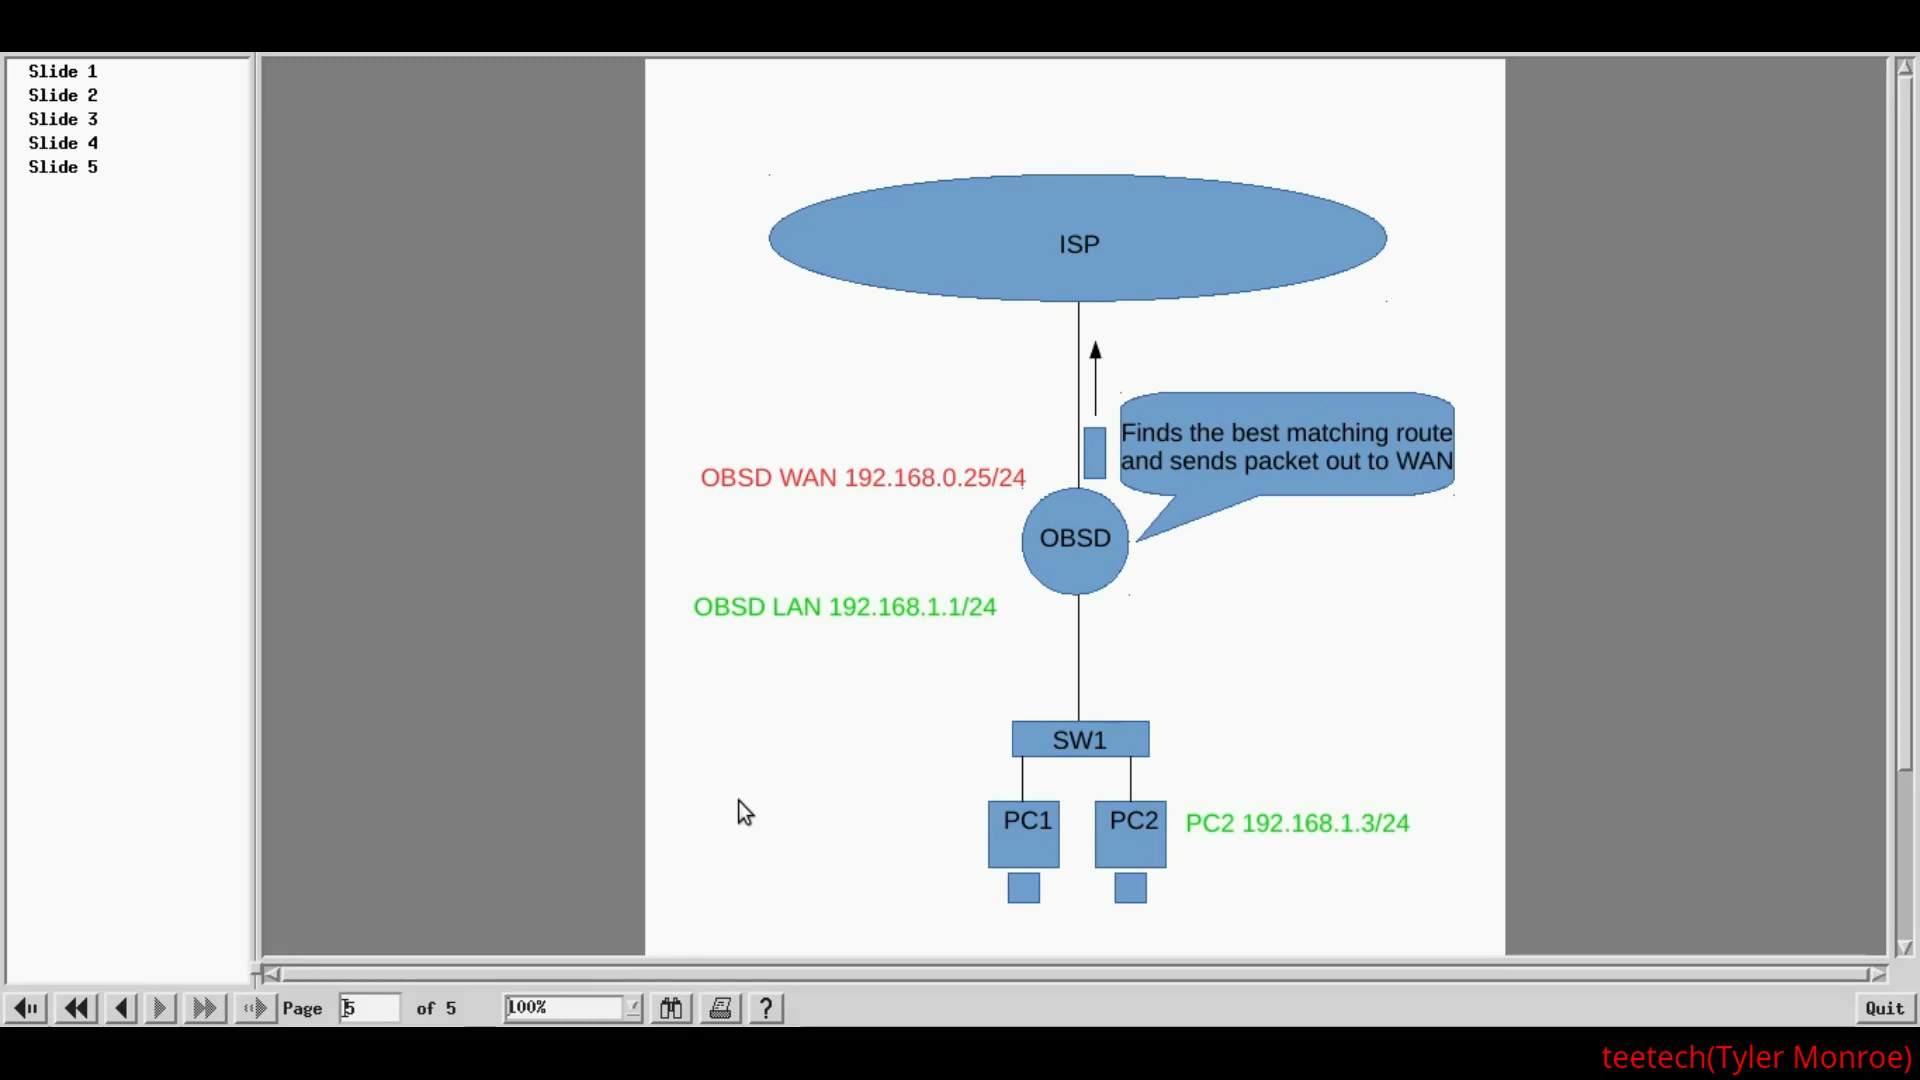 Slide 1
Slide 2
Slide 3
Slide 4
Slide 5
ISP
Finds the best matching route
and sends packet out to WAN
OBSD WAN 192.168.0.25/24
OBSD
OBSD LAN 192.168.1.1/24
SW1
PC1
PC2
PC2 192.168.1.3/24
Page 5 of 5
100%
?
Quit
teetech(Tyler Monroe)